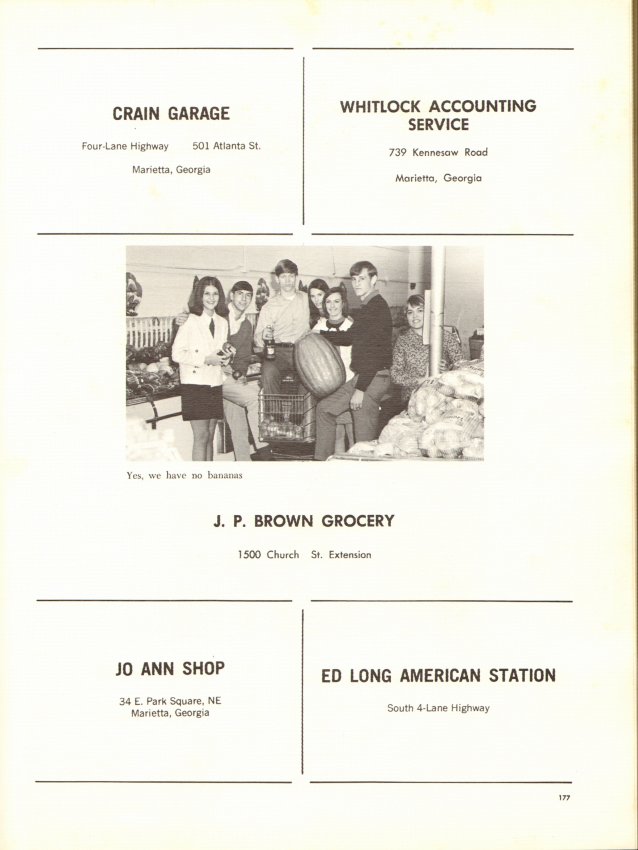 CRAIN GARAGE
Four-Lane Highway 501 Atlanta St.
Marietta, Georgia
WHITLOCK ACCOUNTING
SERVICE
739 Kennesaw Road
Marietta, Georgia
Yes, we have no bananas
J. P. BROWN GROCERY
1500 Church St. Extension
JO ANN SHOP
34 E. Park Square, NE
Marietta, Georgia
ED LONG AMERICAN STATION
South 4-Lane Highway
177